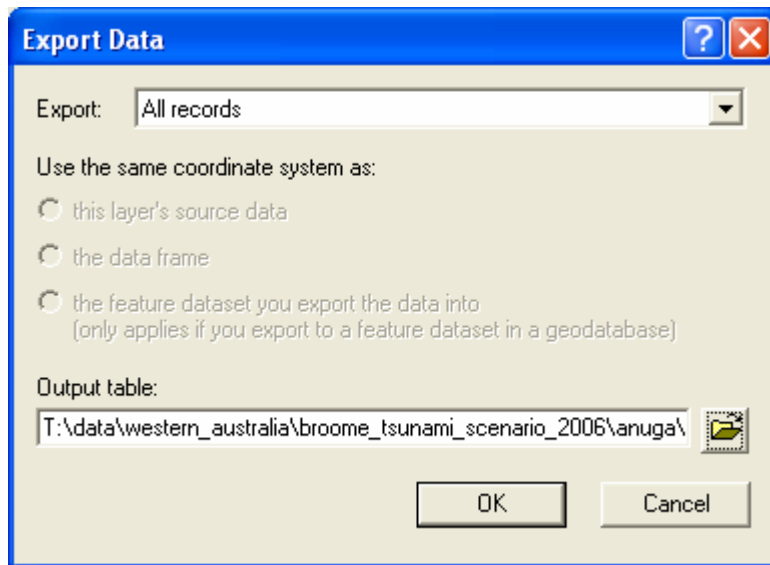 Export Data
Export: All records
Use the same coordinate system as:
this layer's source data
the data frame
the feature dataset you export the data into
(only applies if you export to a feature dataset in a geodatabase)
Output table:
T:\data\western_australia\broome_tsunami_scenario_2006\anuga\
OK Cancel